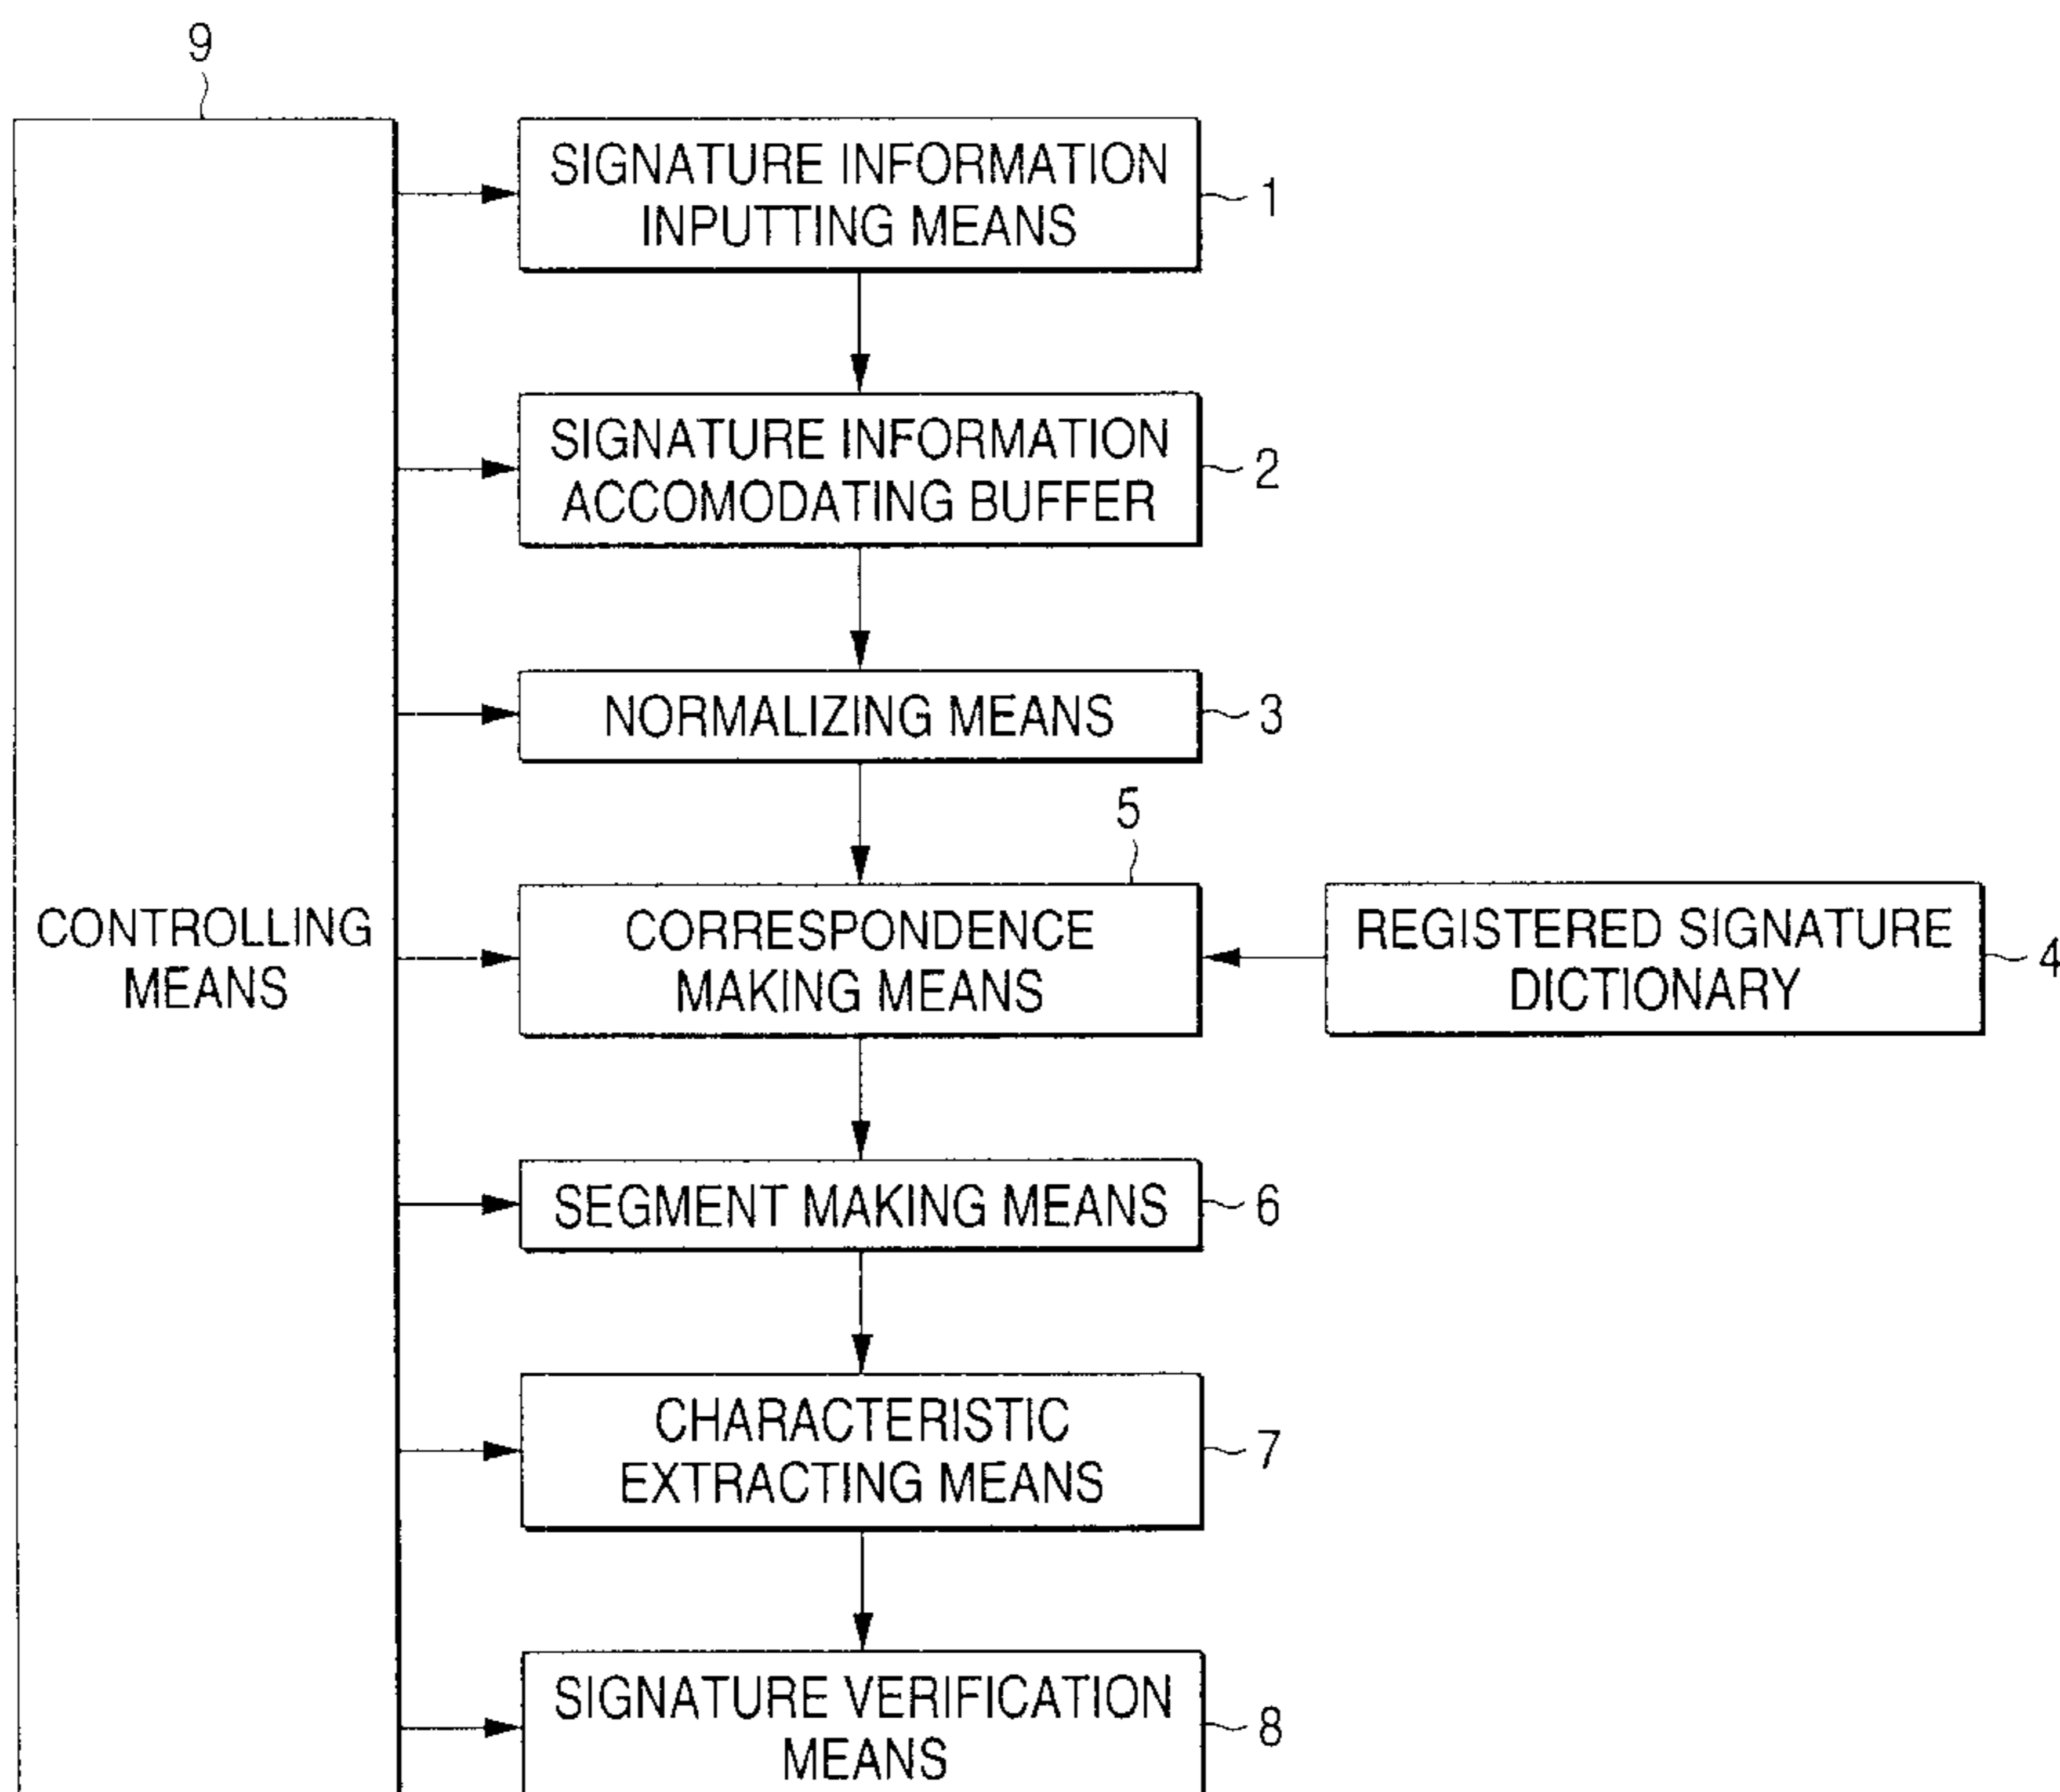 9
SIGNATURE INFORMATION
INPUTTING MEANS
1
SIGNATURE INFORMATION
ACCOMODATING BUFFER
2
NORMALIZING MEANS
3
5
CONTROLLING
MEANS
CORRESPONDENCE
MAKING MEANS
REGISTERED SIGNATURE
DICTIONARY
4
SEGMENT MAKING MEANS
6
CHARACTERISTIC
EXTRACTING MEANS
7
SIGNATURE VERIFICATION
MEANS
8